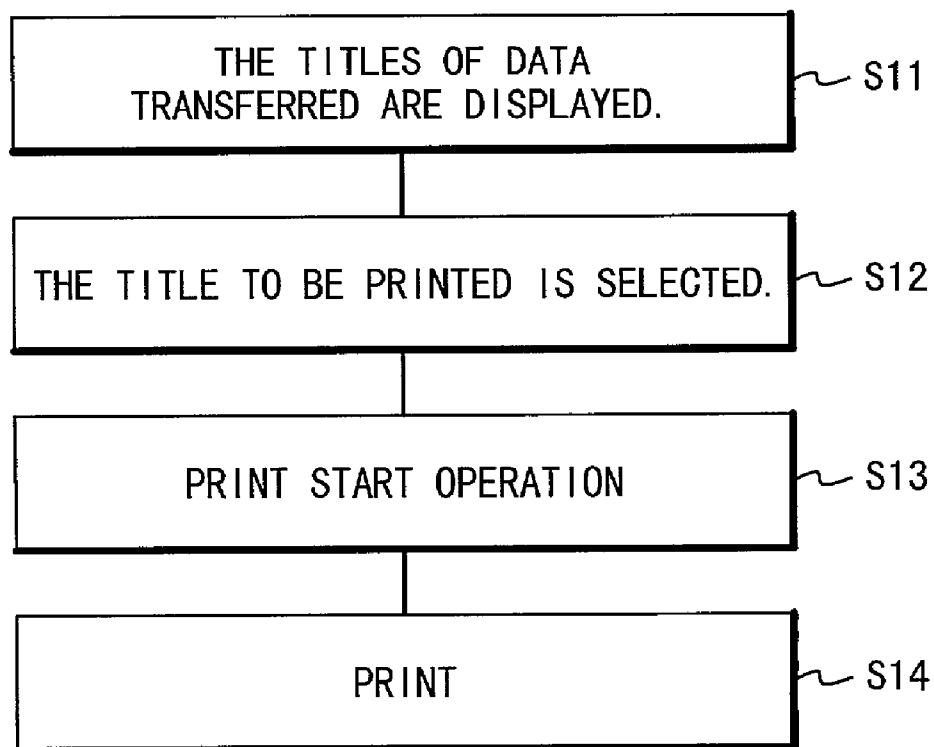 THE TITLES OF DATA
TRANSFERRED ARE DISPLAYED.
S11
THE TITLE TO BE PRINTED IS SELECTED.
S12
PRINT START OPERATION
S13
PRINT
S14